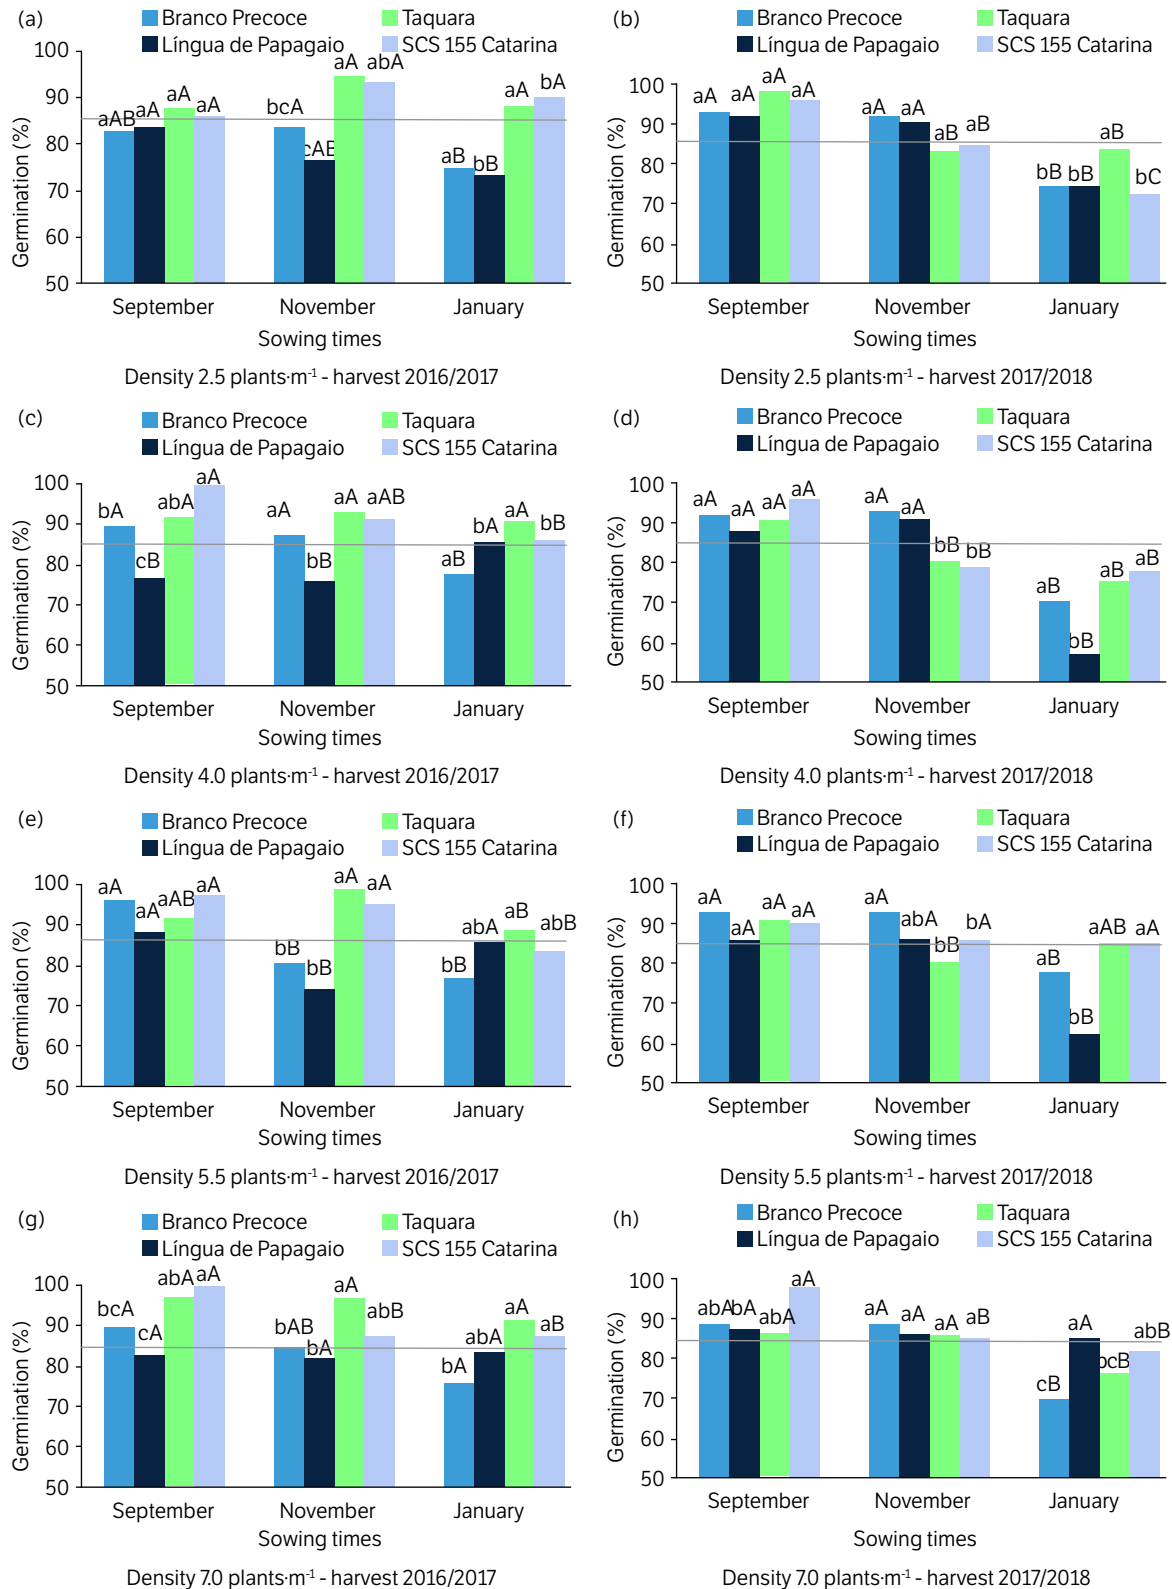 (a)
Branco Precoce
Taquara
Língua de Papagaio
SCS 155 Catarina
Germination (%)
100
90
80
70
60
50
aAB aA aA aA
bcA cAB aA abA
aB bB aA bA
September November January
Sowing times
Density 2.5 plants·m⁻¹ - harvest 2016/2017
(b)
Branco Precoce
Taquara
Língua de Papagaio
SCS 155 Catarina
Germination (%)
100
90
80
70
60
50
aA aA aA aA
aA aA aB aB
bB bB aB bC
September November January
Sowing times
Density 2.5 plants·m⁻¹ - harvest 2017/2018
(c)
Branco Precoce
Taquara
Língua de Papagaio
SCS 155 Catarina
Germination (%)
100
90
80
70
60
50
bA cB abA aA
aA bB aA aAB
aB bA aA bB
September November January
Sowing times
Density 4.0 plants·m⁻¹ - harvest 2016/2017
(d)
Branco Precoce
Taquara
Língua de Papagaio
SCS 155 Catarina
Germination (%)
100
90
80
70
60
50
aA aA aA aA
aA aA bB bB
aB bB aB aB
September November January
Sowing times
Density 4.0 plants·m⁻¹ - harvest 2017/2018
(e)
Branco Precoce
Taquara
Língua de Papagaio
SCS 155 Catarina
Germination (%)
100
90
80
70
60
50
aA aA aAB aA
bB bB aA aA
bB abA aB abB
September November January
Sowing times
Density 5.5 plants·m⁻¹ - harvest 2016/2017
(f)
Branco Precoce
Taquara
Língua de Papagaio
SCS 155 Catarina
Germination (%)
100
90
80
70
60
50
aA aA aA aA
aA abA bB bA
aB bB aAB aA
September November January
Sowing times
Density 5.5 plants·m⁻¹ - harvest 2017/2018
(g)
Branco Precoce
Taquara
Língua de Papagaio
SCS 155 Catarina
Germination (%)
100
90
80
70
60
50
bcA cA abA aA
bAB bA aA abB
bA abA aA aB
September November January
Sowing times
Density 7.0 plants·m⁻¹ - harvest 2016/2017
(h)
Branco Precoce
Taquara
Língua de Papagaio
SCS 155 Catarina
Germination (%)
100
90
80
70
60
50
abA bA abA aA
aA aA aA aB
cB aA bcB abB
September November January
Sowing times
Density 7.0 plants·m⁻¹ - harvest 2017/2018